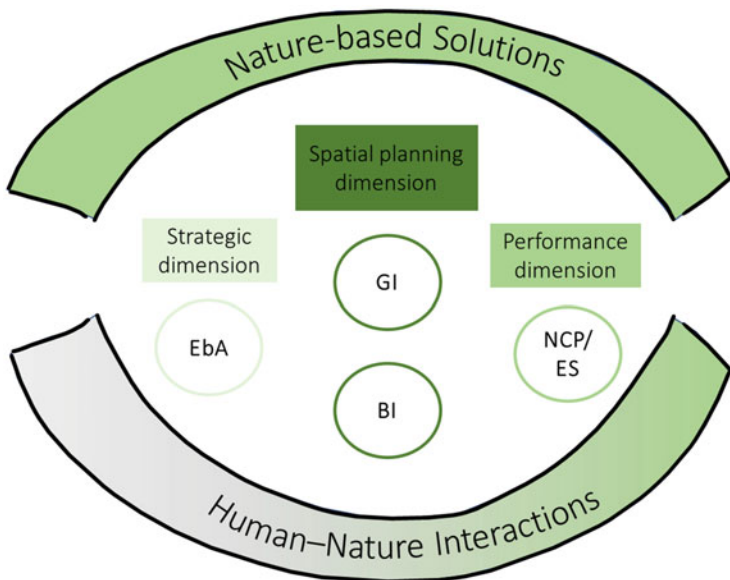 Nature-based Solutions
Spatial planning
dimension
Strategic
dimension
Performance
dimension
GI
EbA
NCP/
ES
BI
Human–Nature Interactions